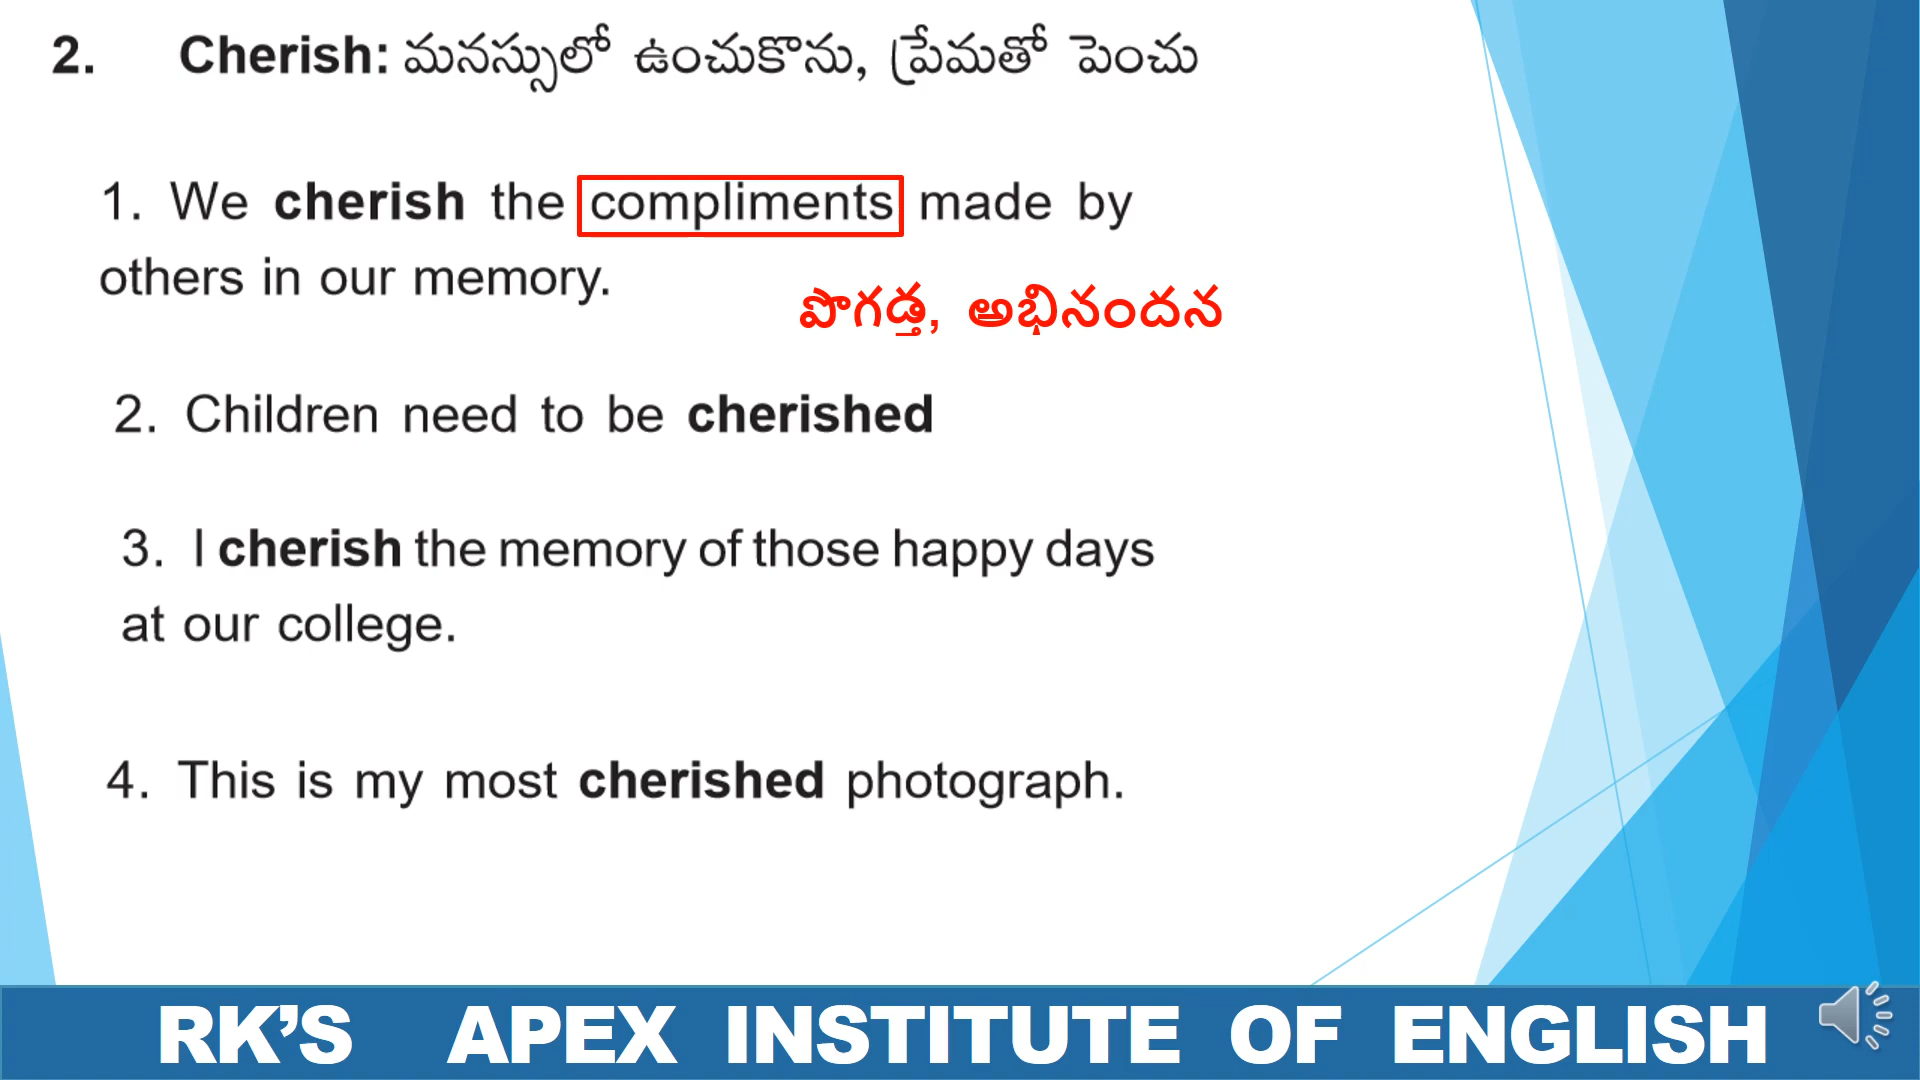 2. Cherish: మనస్సులో ఉంచుకొను, ప్రేమతో పెంచు
1. We cherish the compliments made by
others in our memory.
పొగడ్త, అభినందన
2. Children need to be cherished
3. I cherish the memory of those happy days
at our college.
4. This is my most cherished photograph.
RK’S APEX INSTITUTE OF ENGLISH